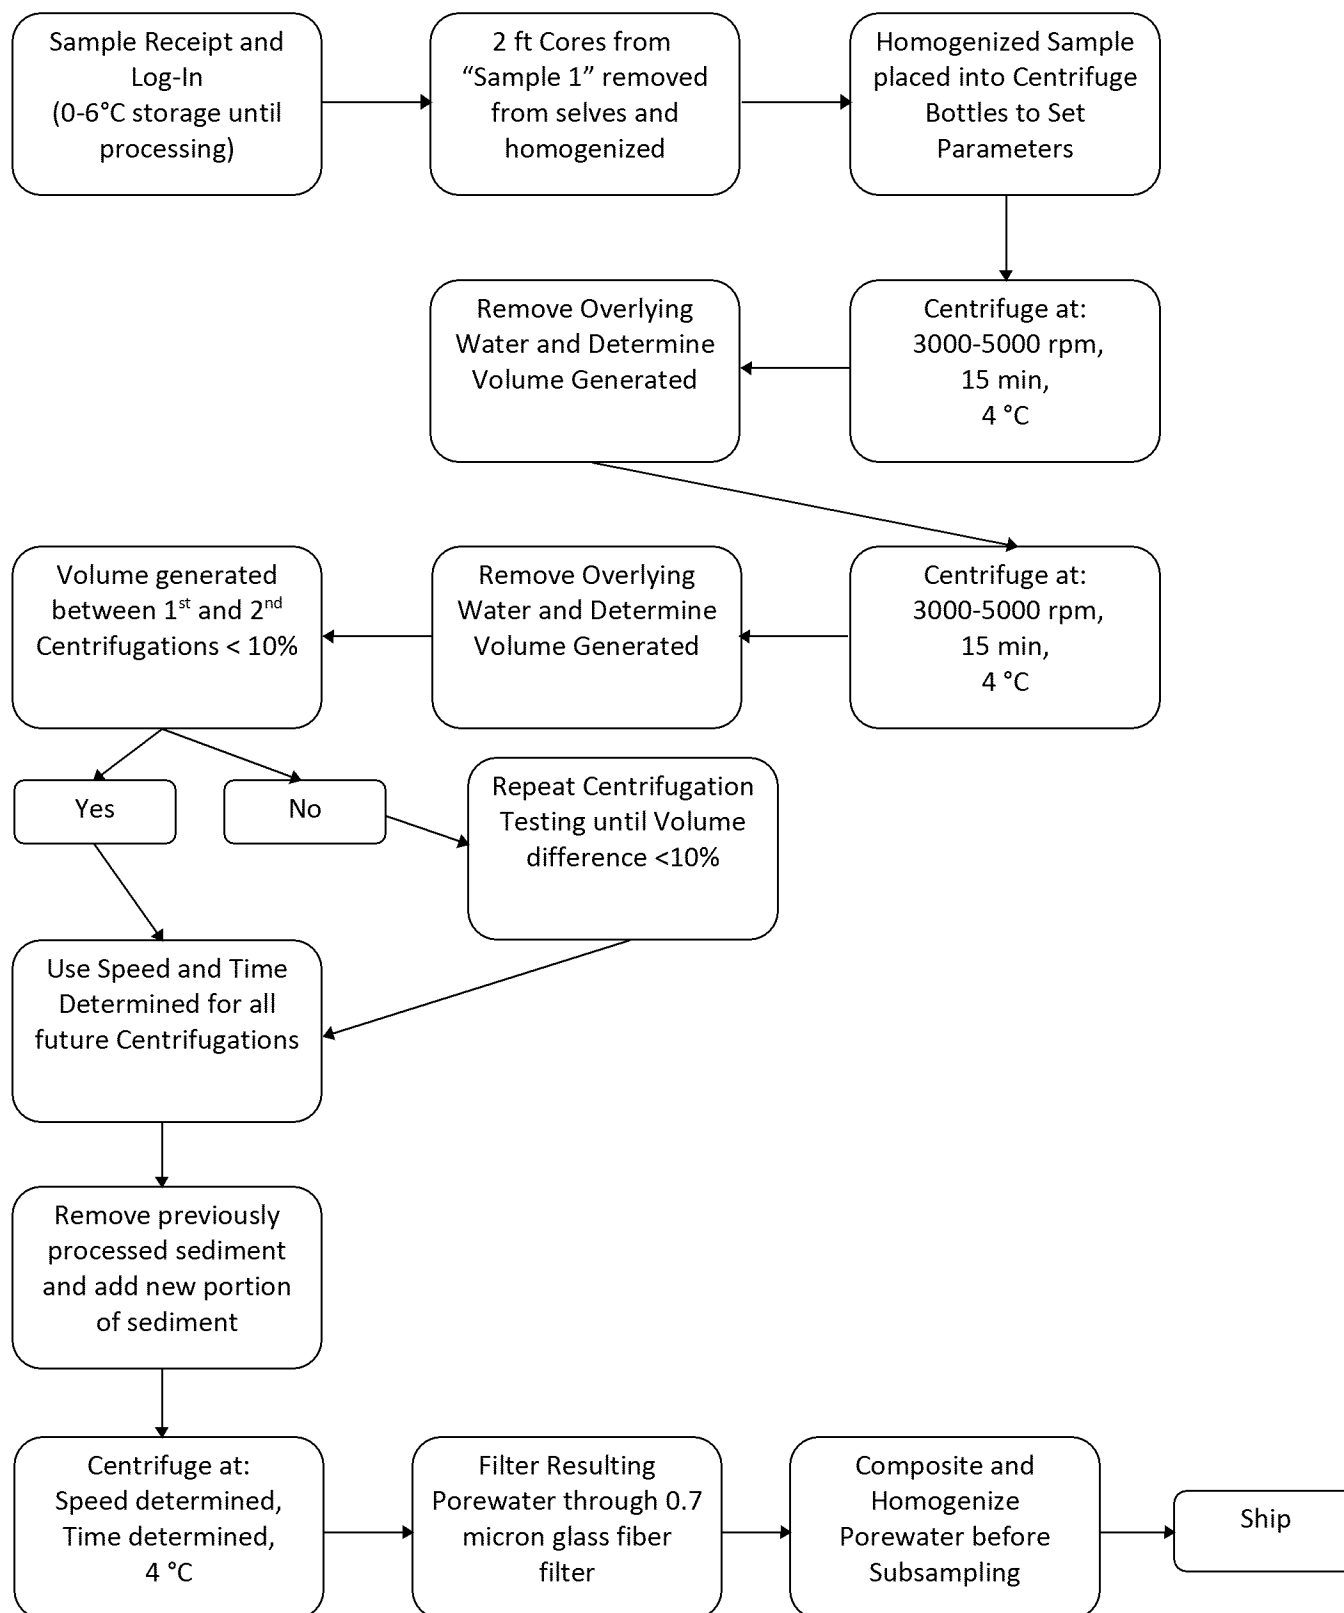 Sample Receipt and
Log-In
(0-6°C storage until
processing)
2 ft Cores from
“Sample 1” removed
from selves and
homogenized
Homogenized Sample
placed into Centrifuge
Bottles to Set
Parameters
Centrifuge at:
3000-5000 rpm,
15 min,
4 °C
Remove Overlying
Water and Determine
Volume Generated
Centrifuge at:
3000-5000 rpm,
15 min,
4 °C
Remove Overlying
Water and Determine
Volume Generated
Volume generated
between 1st and 2nd
Centrifugations < 10%
Yes
No
Repeat Centrifugation
Testing until Volume
difference <10%
Use Speed and Time
Determined for all
future Centrifugations
Remove previously
processed sediment
and add new portion
of sediment
Centrifuge at:
Speed determined,
Time determined,
4 °C
Filter Resulting
Porewater through 0.7
micron glass fiber
filter
Composite and
Homogenize
Porewater before
Subsampling
Ship